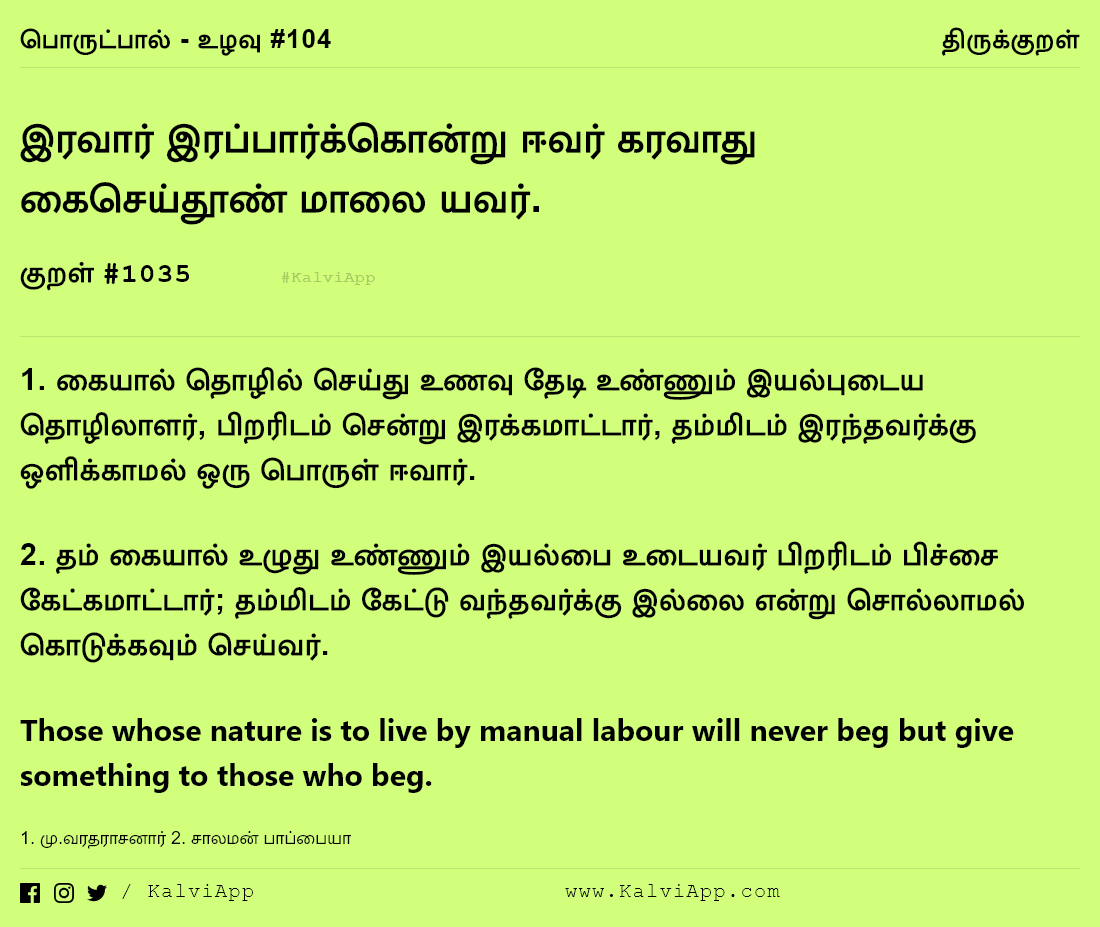 பொருட்பால் - உழவு #104 திருக்குறள்
இரவார் இரப்பார்க்கொன்று ஈவர் கரவாது
கைசெய்தூண் மாலை யவர்.
குறள் #1035 #KalviApp
1. கையால் தொழில் செய்து உணவு தேடி உண்ணும் இயல்புடைய
தொழிலாளர், பிறரிடம் சென்று இரக்கமாட்டார், தம்மிடம் இரந்தவர்க்கு
ஒளிக்காமல் ஒரு பொருள் ஈவார்.
2. தம் கையால் உழுது உண்ணும் இயல்பை உடையவர் பிறரிடம் பிச்சை
கேட்கமாட்டார்; தம்மிடம் கேட்டு வந்தவர்க்கு இல்லை என்று சொல்லாமல்
கொடுக்கவும் செய்வர்.
Those whose nature is to live by manual labour will never beg but give
something to those who beg.
1. மு.வரதராசனார் 2. சாலமன் பாப்பையா
/ KalviApp www.KalviApp.com